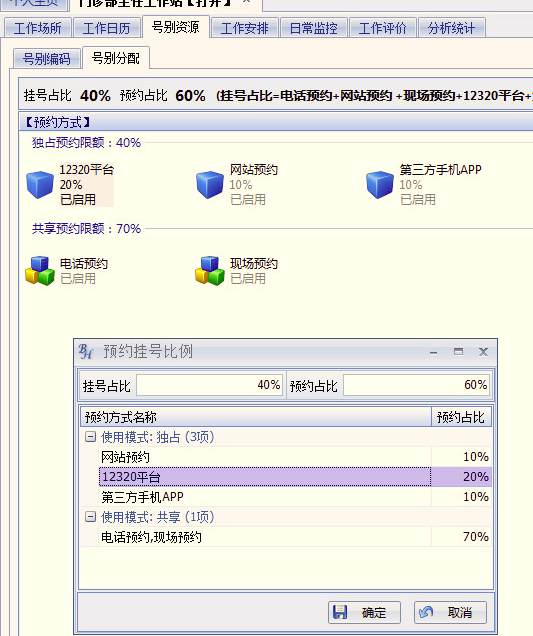 个人主页 门诊部主任工作站【打开】
工作场所 工作日历 号别资源 工作安排 日常监控 工作评价 分析统计
号别编码 号别分配
挂号占比 40% 预约占比 60% (挂号占比=电话预约+网站预约+现场预约+12320平台+
【预约方式】
独占预约限额：40%
12320平台 网站预约 第三方手机APP
20% 10% 10%
已启用 已启用 已启用
共享预约限额：70%
电话预约 现场预约
已启用 已启用
预约挂号比例
挂号占比 40% 预约占比 60%
预约方式名称 预约占比
使用模式: 独占 (3项)
网站预约 10%
12320平台 20%
第三方手机APP 10%
使用模式: 共享 (1项)
电话预约,现场预约 70%
确定 取消